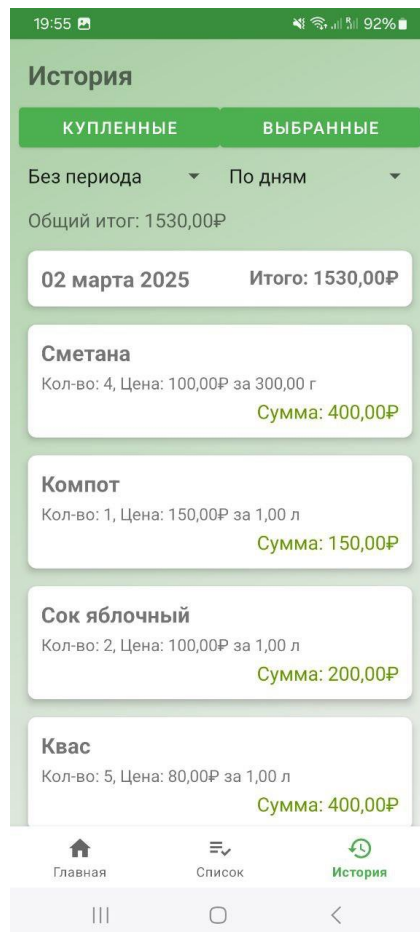 19:55 92%
История
КУПЛЕННЫЕ ВЫБРАННЫЕ
Без периода По дням
Общий итог: 1530,00₽
02 марта 2025 Итого: 1530,00₽
Сметана
Кол-во: 4, Цена: 100,00₽ за 300,00 г
Сумма: 400,00₽
Компот
Кол-во: 1, Цена: 150,00₽ за 1,00 л
Сумма: 150,00₽
Сок яблочный
Кол-во: 2, Цена: 100,00₽ за 1,00 л
Сумма: 200,00₽
Квас
Кол-во: 5, Цена: 80,00₽ за 1,00 л
Сумма: 400,00₽
Главная Список История